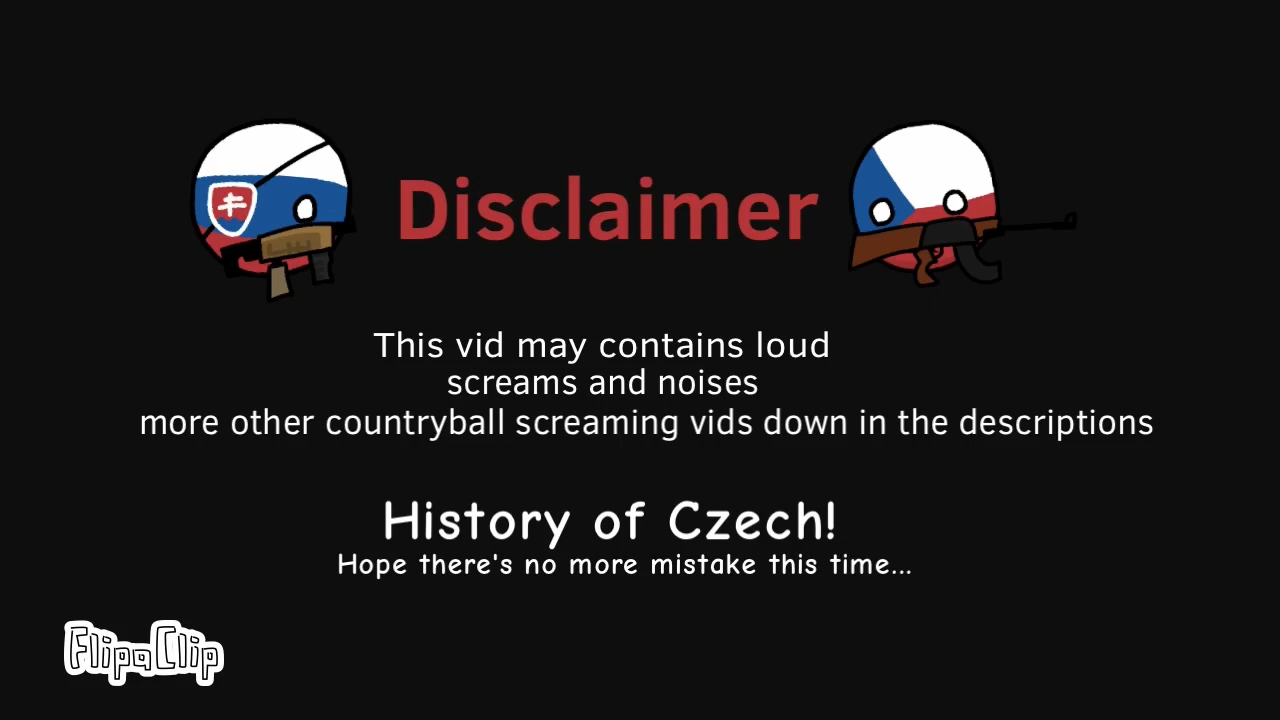 Disclaimer
This vid may contains loud
screams and noises
more other countryball screaming vids down in the descriptions
History of Czech!
Hope there's no more mistake this time...
FlipaClip